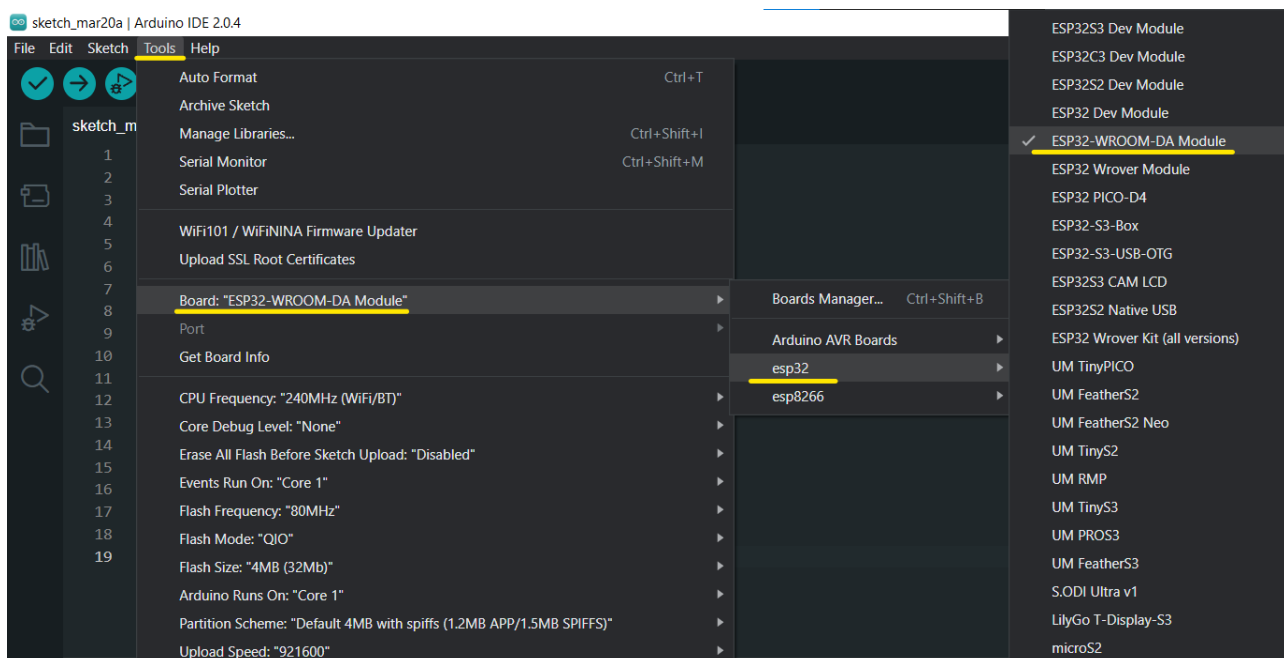 sketch_mar20a | Arduino IDE 2.0.4
File Edit Sketch Tools Help
sketch_m
1
2
3
4
5
6
7
8
9
10
11
12
13
14
15
16
17
18
19
Auto Format Ctrl+T
Archive Sketch
Manage Libraries... Ctrl+Shift+I
Serial Monitor Ctrl+Shift+M
Serial Plotter
WiFi101 / WiFiNINA Firmware Updater
Upload SSL Root Certificates
Board: "ESP32-WROOM-DA Module"
Port
Get Board Info
CPU Frequency: "240MHz (WiFi/BT)"
Core Debug Level: "None"
Erase All Flash Before Sketch Upload: "Disabled"
Events Run On: "Core 1"
Flash Frequency: "80MHz"
Flash Mode: "QIO"
Flash Size: "4MB (32Mb)"
Arduino Runs On: "Core 1"
Partition Scheme: "Default 4MB with spiffs (1.2MB APP/1.5MB SPIFFS)"
Upload Speed: "921600"
Boards Manager... Ctrl+Shift+B
Arduino AVR Boards
esp32
esp8266
ESP32S3 Dev Module
ESP32C3 Dev Module
ESP32S2 Dev Module
ESP32 Dev Module
ESP32-WROOM-DA Module
ESP32 Wrover Module
ESP32 PICO-D4
ESP32-S3-Box
ESP32-S3-USB-OTG
ESP32S3 CAM LCD
ESP32S2 Native USB
ESP32 Wrover Kit (all versions)
UM TinyPICO
UM FeatherS2
UM FeatherS2 Neo
UM TinyS2
UM RMP
UM TinyS3
UM PROS3
UM FeatherS3
S.ODI Ultra v1
LilyGo T-Display-S3
microS2